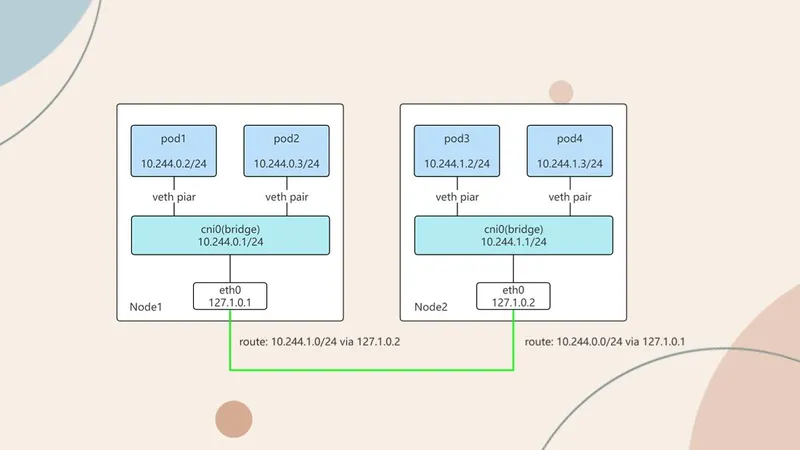 pod1
10.244.0.2/24
pod2
10.244.0.3/24
veth piar
veth pair
cni0(bridge)
10.244.0.1/24
eth0
127.1.0.1
Node1
pod3
10.244.1.2/24
pod4
10.244.1.3/24
veth piar
veth pair
cni0(bridge)
10.244.1.1/24
eth0
127.1.0.2
Node2
route: 10.244.1.0/24 via 127.1.0.2
route: 10.244.0.0/24 via 127.1.0.1